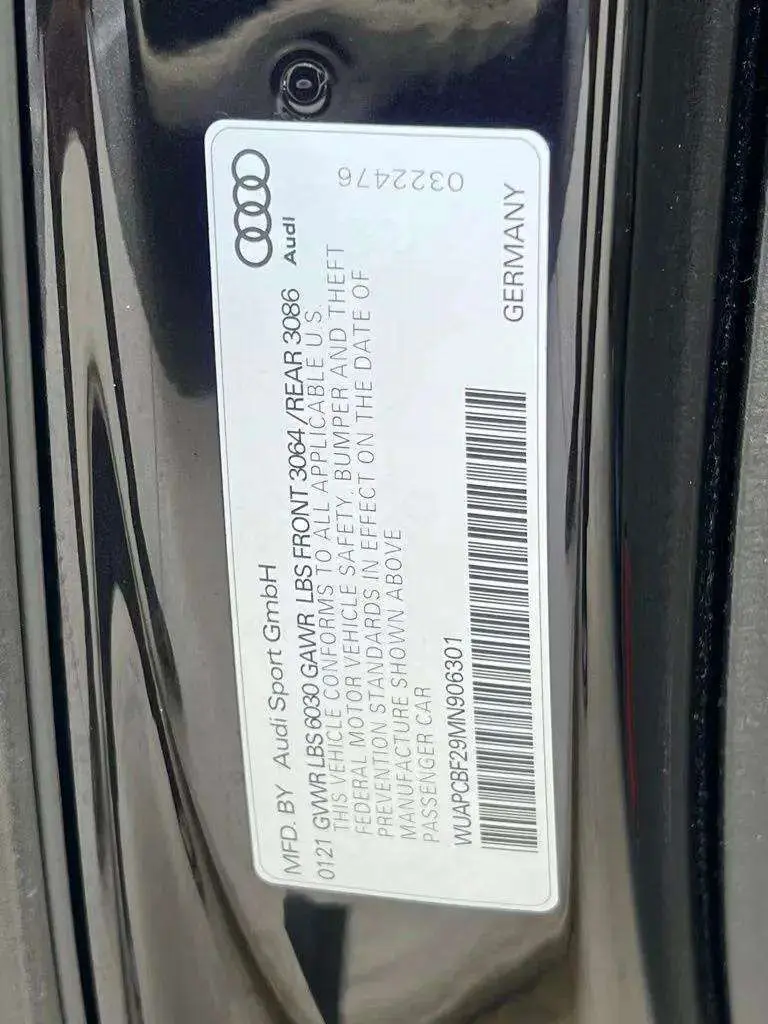 MFD. BY Audi Sport GmbH
Audi
0121 GVWR LBS 6030 GAWR LBS FRONT 3064 /REAR 3086
THIS VEHICLE CONFORMS TO ALL APPLICABLE U.S.
FEDERAL MOTOR VEHICLE SAFETY, BUMPER AND THEFT
PREVENTION STANDARDS IN EFFECT ON THE DATE OF
MANUFACTURE SHOWN ABOVE
PASSENGER CAR
0322476
WUAPCBF29MN906301
GERMANY